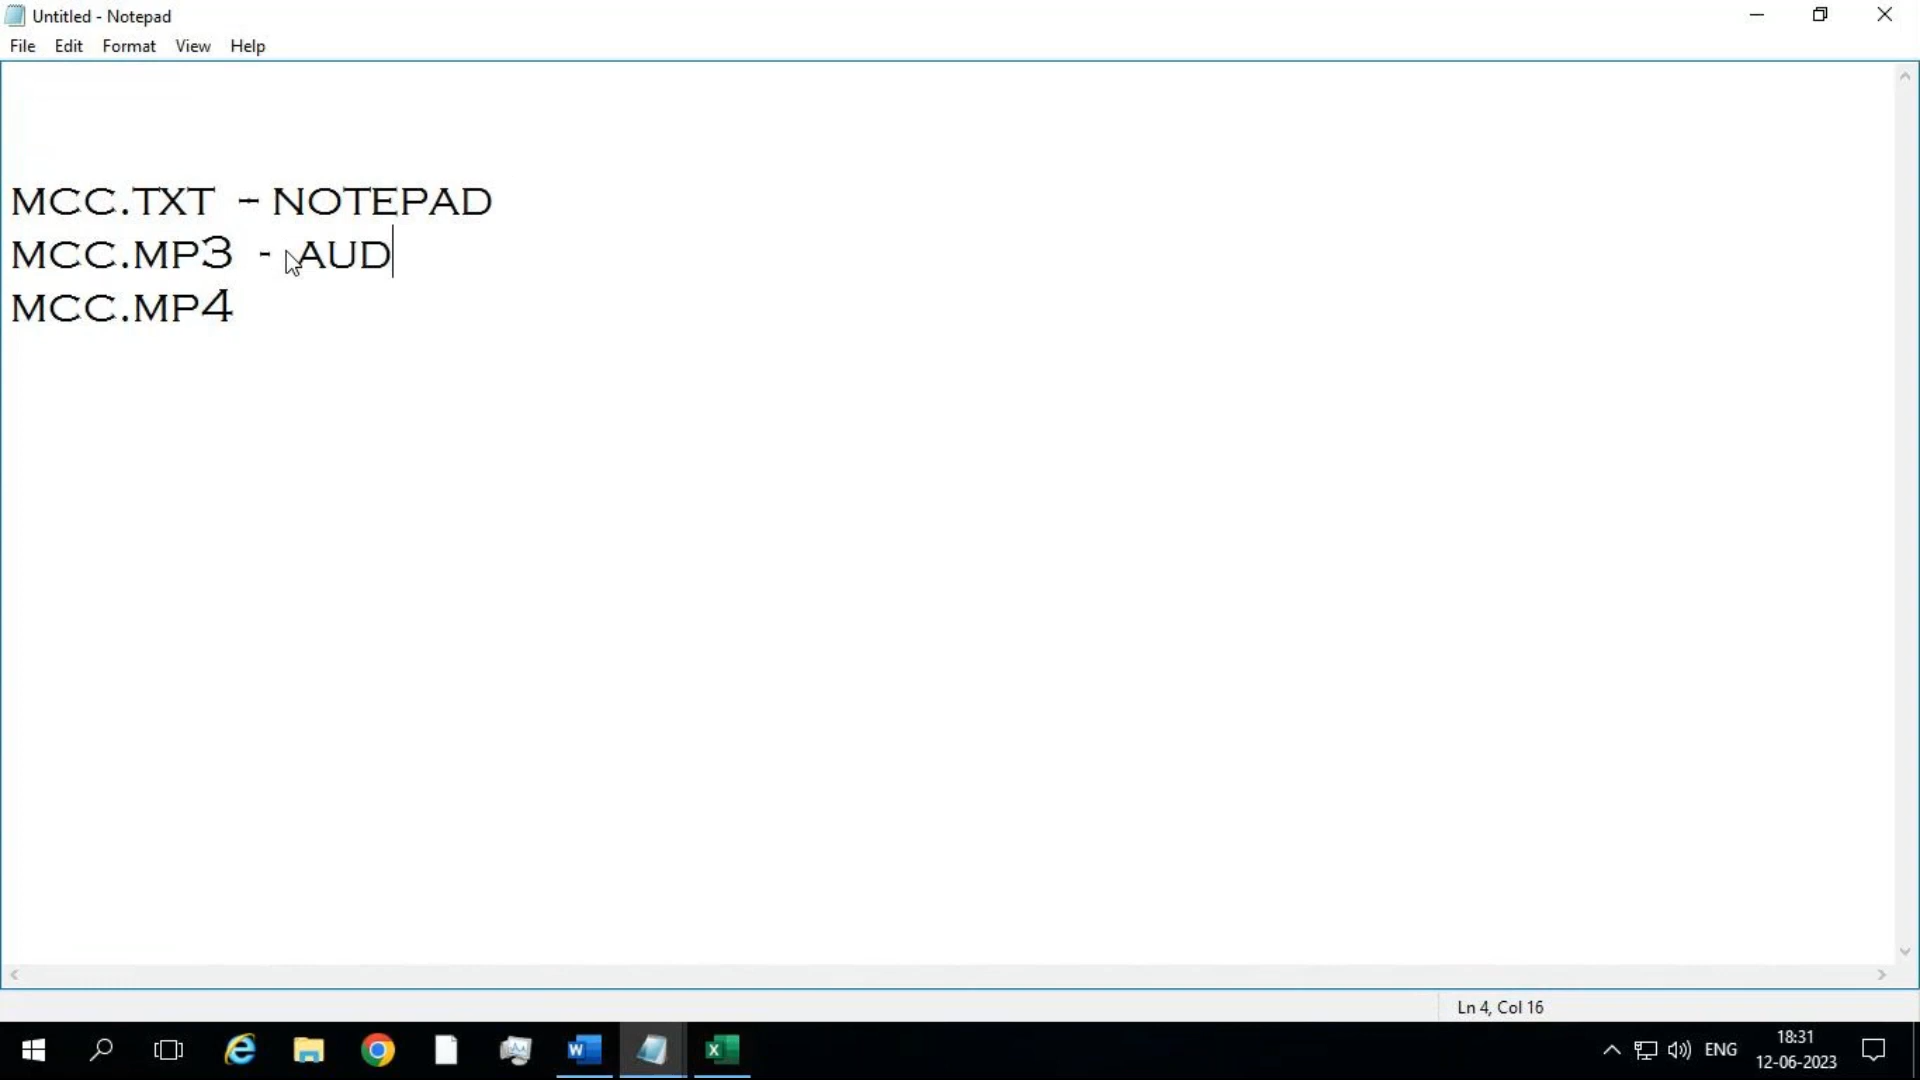 Untitled - Notepad
File Edit Format View Help
MCC.TXT – NOTEPAD
MCC.MP3 - AUD
MCC.MP4
Ln 4, Col 16
ENG
18:31
12-06-2023